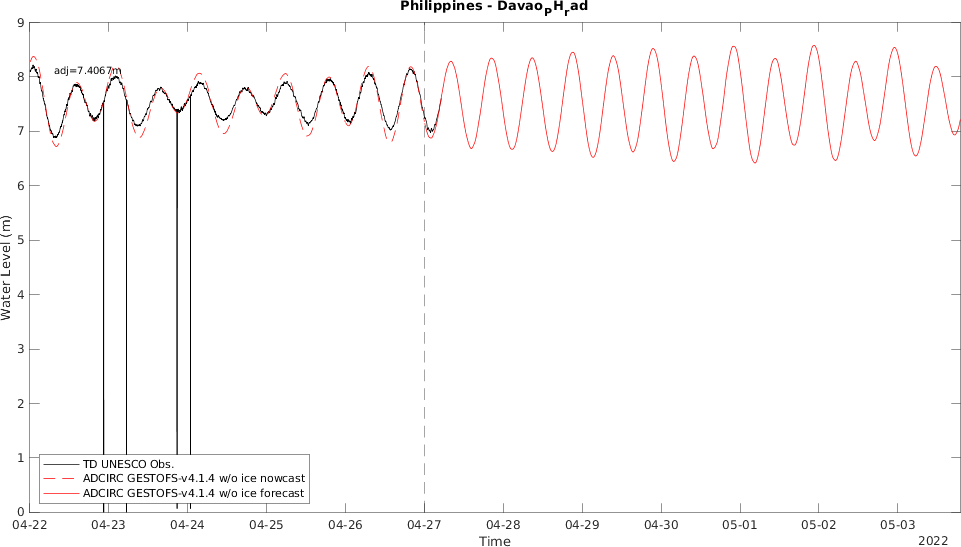 Philippines - DavaoPHrad
9
8
7
6
5
4
3
2
1
0
Water Level (m)
adj=7.4067m
TD UNESCO Obs.
ADCIRC GESTOFS-v4.1.4 w/o ice nowcast
ADCIRC GESTOFS-v4.1.4 w/o ice forecast
04-22 04-23 04-24 04-25 04-26 04-27 04-28 04-29 04-30 05-01 05-02 05-03
Time
2022